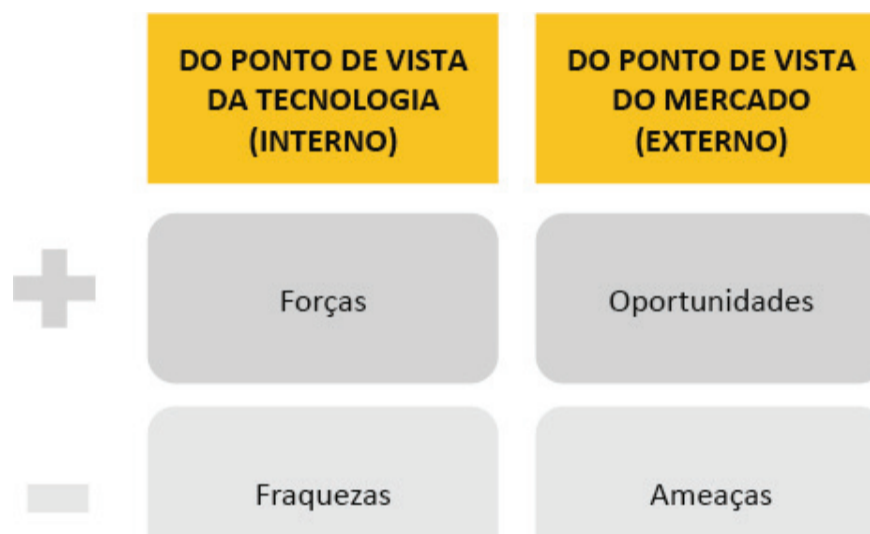 DO PONTO DE VISTA
DA TECNOLOGIA
(INTERNO)
DO PONTO DE VISTA
DO MERCADO
(EXTERNO)
Forças
Oportunidades
Fraquezas
Ameaças